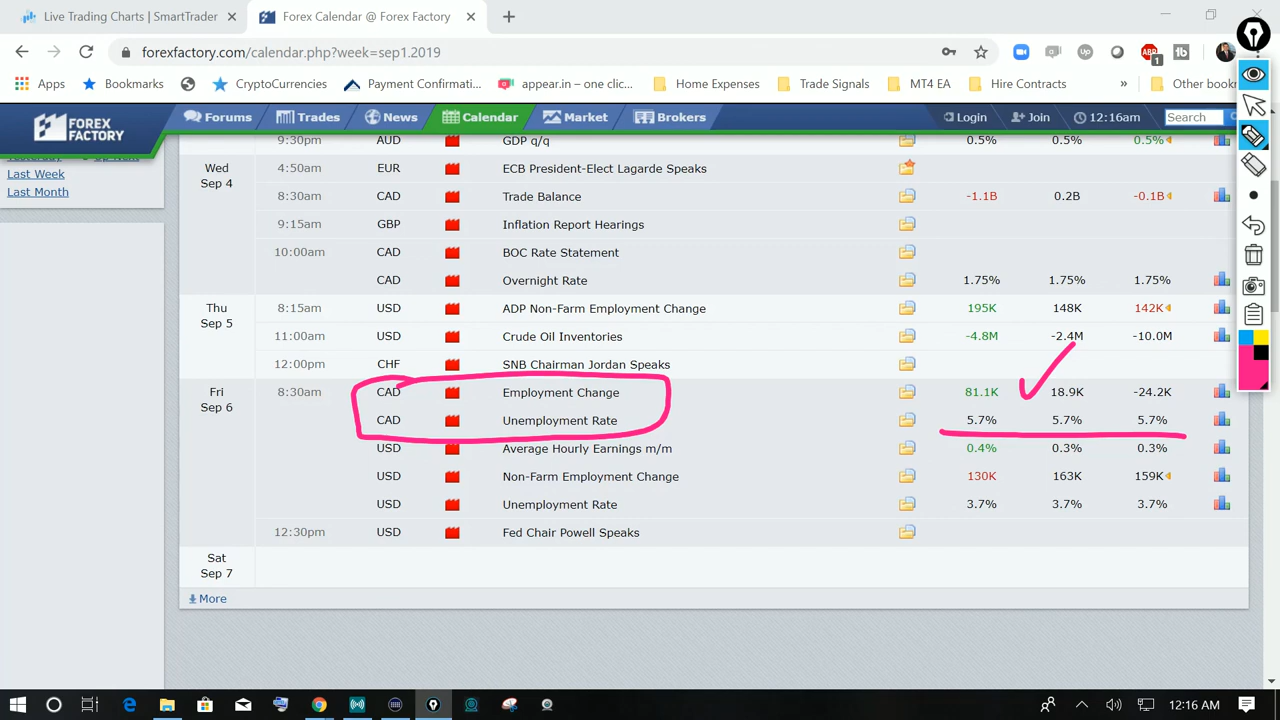 Live Trading Charts | SmartTrader
Forex Calendar @ Forex Factory
forexfactory.com/calendar.php?week=sep1.2019
ABP
1
Apps Bookmarks CryptoCurrencies Payment Confirmati... appear.in – one clic... Home Expenses Trade Signals MT4 EA Hire Contracts » Other bookm
FOREX FACTORY Forums Trades News Calendar Market Brokers Login Join 12:16am Search
9:30pm AUD GDP q/q 0.5% 0.5% 0.5%
Last Week
Last Month
Wed Sep 4 4:50am EUR ECB President-Elect Lagarde Speaks
8:30am CAD Trade Balance -1.1B 0.2B -0.1B
9:15am GBP Inflation Report Hearings
10:00am CAD BOC Rate Statement
CAD Overnight Rate 1.75% 1.75% 1.75%
Thu Sep 5 8:15am USD ADP Non-Farm Employment Change 195K 148K 142K
11:00am USD Crude Oil Inventories -4.8M -2.4M -10.0M
12:00pm CHF SNB Chairman Jordan Speaks
Fri Sep 6 8:30am CAD Employment Change 81.1K 18.9K -24.2K
CAD Unemployment Rate 5.7% 5.7% 5.7%
USD Average Hourly Earnings m/m 0.4% 0.3% 0.3%
USD Non-Farm Employment Change 130K 163K 159K
USD Unemployment Rate 3.7% 3.7% 3.7%
12:30pm USD Fed Chair Powell Speaks
Sat Sep 7
More
12:16 AM